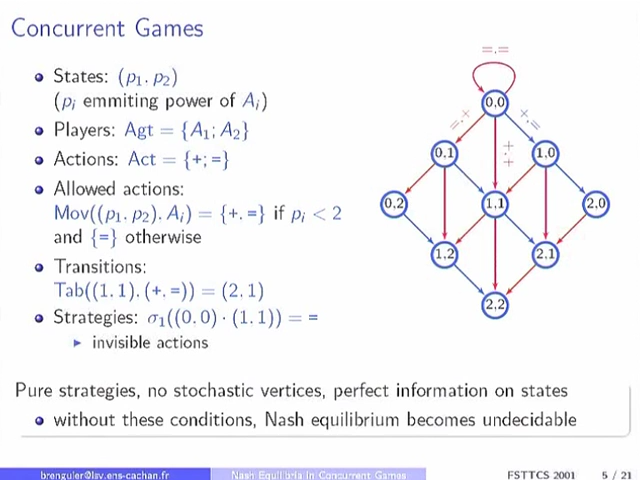 Concurrent Games
States: (p₁. p₂)
(pᵢ emmiting power of Aᵢ)
Players: Agt = {A₁; A₂}
Actions: Act = {+; =}
Allowed actions:
Mov((p₁. p₂). Aᵢ) = {+. =} if pᵢ < 2
and {=} otherwise
Transitions:
Tab((1. 1). (+. =)) = (2. 1)
Strategies: σ₁((0. 0) · (1. 1)) = =
invisible actions
=.=
0,0
=.+
+.=
+.+
0,1
1,0
0,2
1,1
2,0
1,2
2,1
2,2
Pure strategies, no stochastic vertices, perfect information on states
without these conditions, Nash equilibrium becomes undecidable
brenguier@lsv.ens-cachan.fr
Nash Equilibria in Concurrent Games
FSTTCS 2001
5 / 21